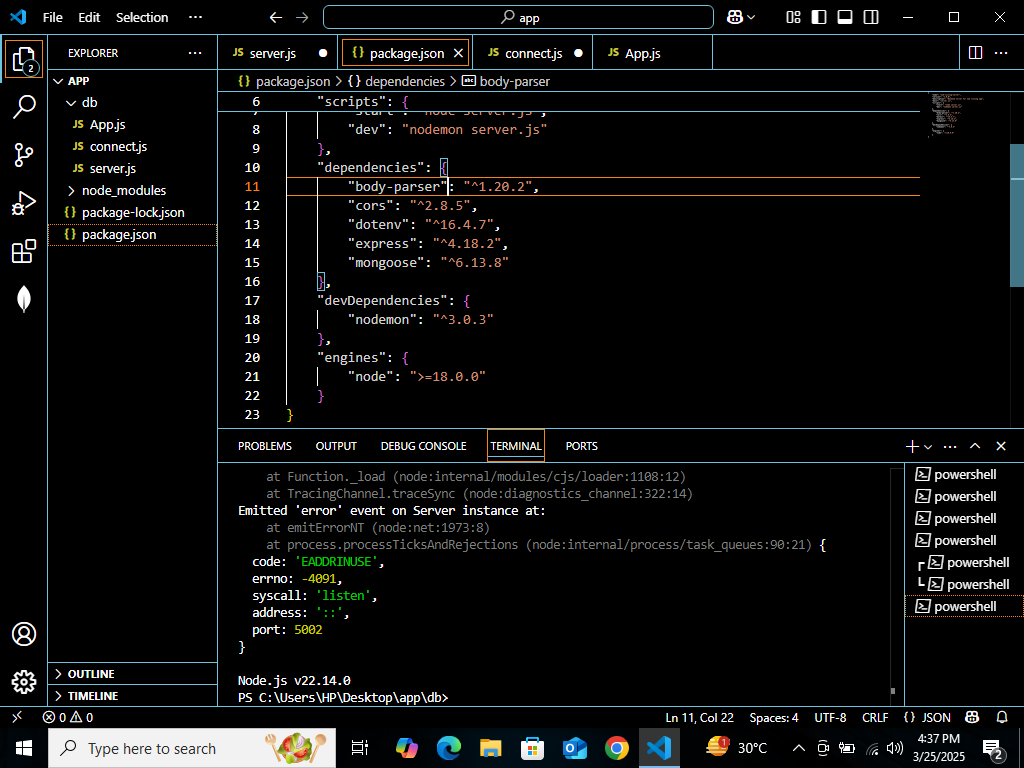 File Edit Selection ··· app
EXPLORER ···
server.js package.json connect.js App.js ···
package.json > { } dependencies > body-parser
APP
db
JS App.js
JS connect.js
JS server.js
node_modules
{} package-lock.json
{} package.json
OUTLINE
TIMELINE
6 "scripts": {
"start": "node server.js",
8 "dev": "nodemon server.js"
9 },
10 "dependencies": {
11 "body-parser": "^1.20.2",
12 "cors": "^2.8.5",
13 "dotenv": "^16.4.7",
14 "express": "^4.18.2",
15 "mongoose": "^6.13.8"
16 },
17 "devDependencies": {
18 "nodemon": "^3.0.3"
19 },
20 "engines": {
21 "node": ">=18.0.0"
22 }
23 }
PROBLEMS OUTPUT DEBUG CONSOLE TERMINAL PORTS
at Function._load (node:internal/modules/cjs/loader:1108:12)
at TracingChannel.traceSync (node:diagnostics_channel:322:14)
Emitted 'error' event on Server instance at:
at emitErrorNT (node:net:1973:8)
at process.processTicksAndRejections (node:internal/process/task_queues:90:21) {
code: 'EADDRINUSE',
errno: -4091,
syscall: 'listen',
address: '::',
port: 5002
}
Node.js v22.14.0
PS C:\Users\HP\Desktop\app\db>
powershell
powershell
powershell
powershell
powershell
powershell
powershell
0 0 Ln 11, Col 22 Spaces: 4 UTF-8 CRLF {} JSON
Type here to search 30°C 4:37 PM
3/25/2025